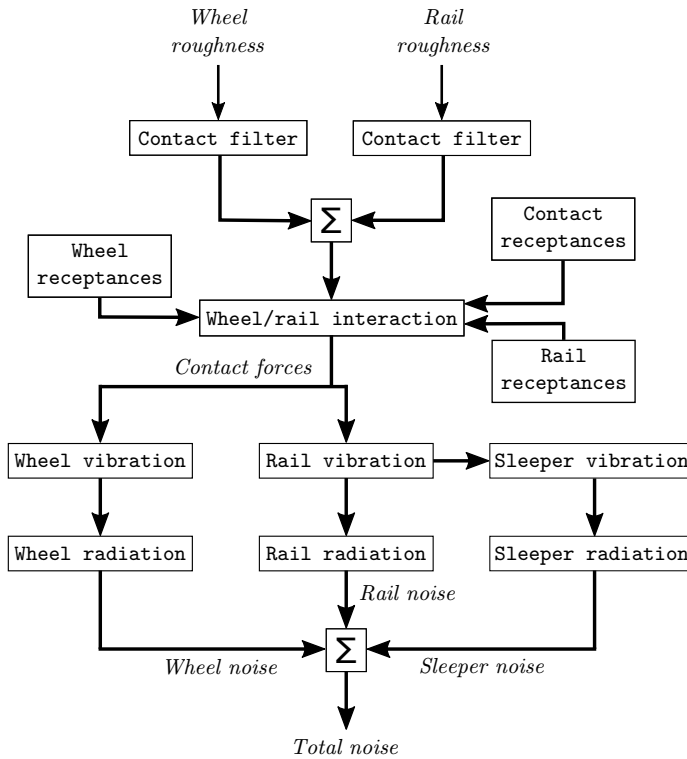 Wheel
roughness
Rail
roughness
Contact filter
Contact filter
Σ
Contact
receptances
Wheel
receptances
Wheel/rail interaction
Rail
receptances
Contact forces
Wheel vibration
Rail vibration
Sleeper vibration
Wheel radiation
Rail radiation
Sleeper radiation
Rail noise
Σ
Wheel noise
Sleeper noise
Total noise